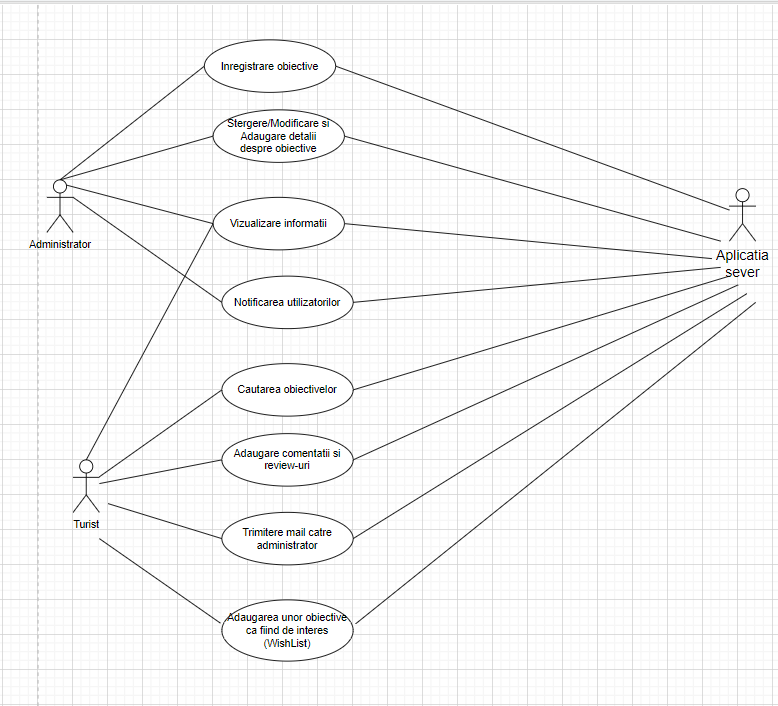 Inregistrare obiective
Stergere/Modificare si
Adaugare detalii
despre obiective
Administrator
Vizualizare informatii
Aplicatia
sever
Notificarea utilizatorilor
Cautarea obiectivelor
Adaugare comentatii si
review-uri
Turist
Trimitere mail catre
administrator
Adaugarea unor obiective
ca fiind de interes
(WishList)